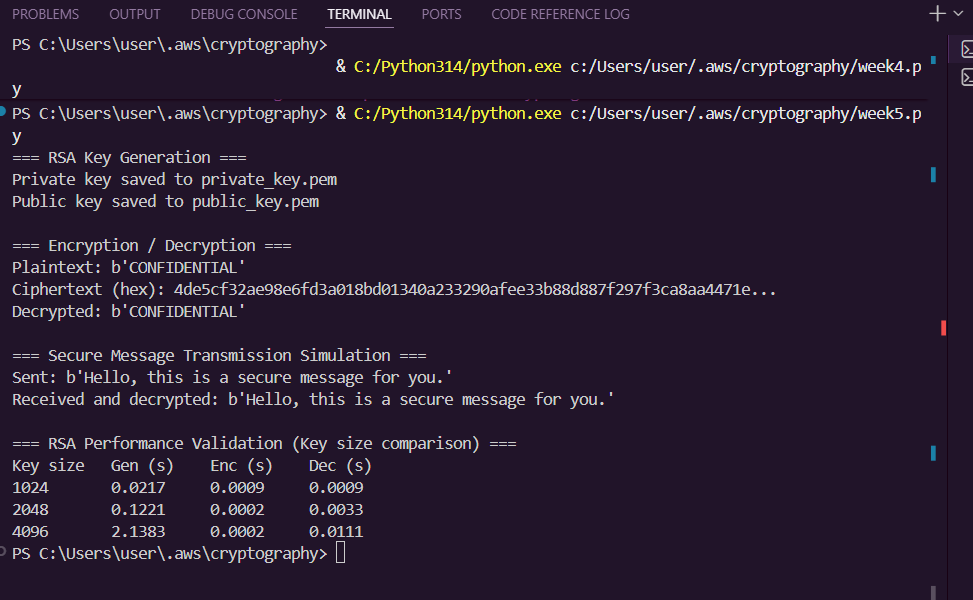 PROBLEMS OUTPUT DEBUG CONSOLE TERMINAL PORTS CODE REFERENCE LOG
PS C:\Users\user\.aws\cryptography>
& C:/Python314/python.exe c:/Users/user/.aws/cryptography/week4.p
y
PS C:\Users\user\.aws\cryptography> & C:/Python314/python.exe c:/Users/user/.aws/cryptography/week5.p
y
=== RSA Key Generation ===
Private key saved to private_key.pem
Public key saved to public_key.pem
=== Encryption / Decryption ===
Plaintext: b'CONFIDENTIAL'
Ciphertext (hex): 4de5cf32ae98e6fd3a018bd01340a233290afee33b88d887f297f3ca8aa4471e...
Decrypted: b'CONFIDENTIAL'
=== Secure Message Transmission Simulation ===
Sent: b'Hello, this is a secure message for you.'
Received and decrypted: b'Hello, this is a secure message for you.'
=== RSA Performance Validation (Key size comparison) ===
Key size Gen (s) Enc (s) Dec (s)
1024 0.0217 0.0009 0.0009
2048 0.1221 0.0002 0.0033
4096 2.1383 0.0002 0.0111
PS C:\Users\user\.aws\cryptography>